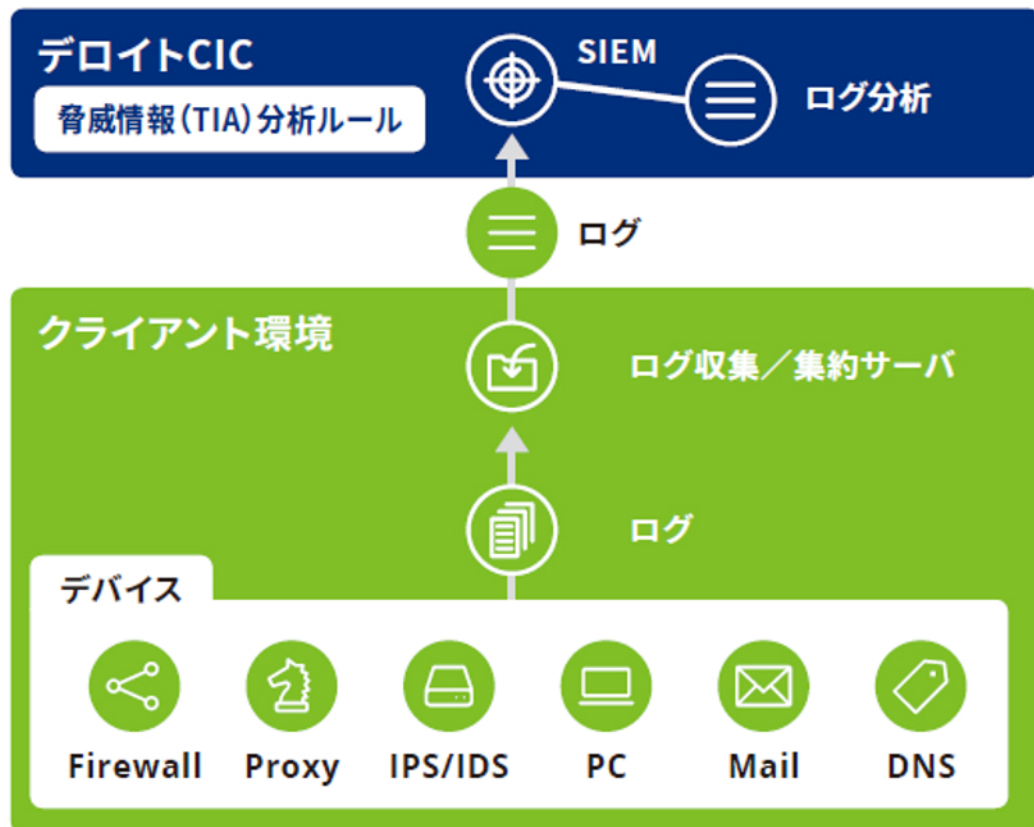 デロイトCIC
脅威情報（TIA）分析ルール
SIEM
ログ分析
ログ
クライアント環境
ログ収集／集約サーバ
ログ
デバイス
Firewall
Proxy
IPS/IDS
PC
Mail
DNS